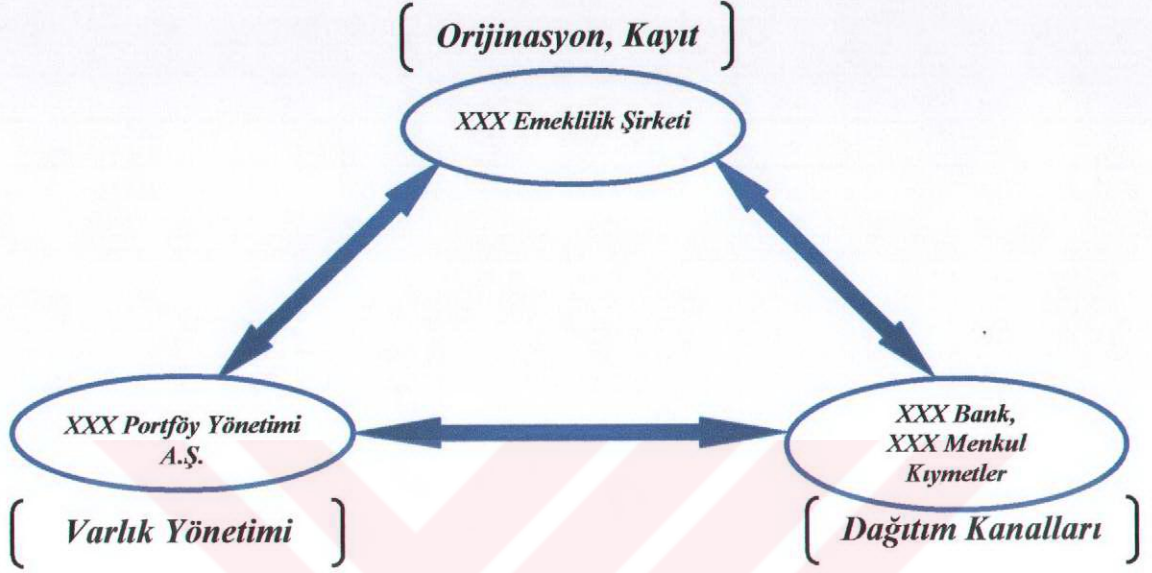 Orijinasyon, Kayıt
XXX Emeklilik Şirketi
XXX Portföy Yönetimi
A.Ş.
XXX Bank,
XXX Menkul
Kıymetler
Varlık Yönetimi
Dağıtım Kanalları